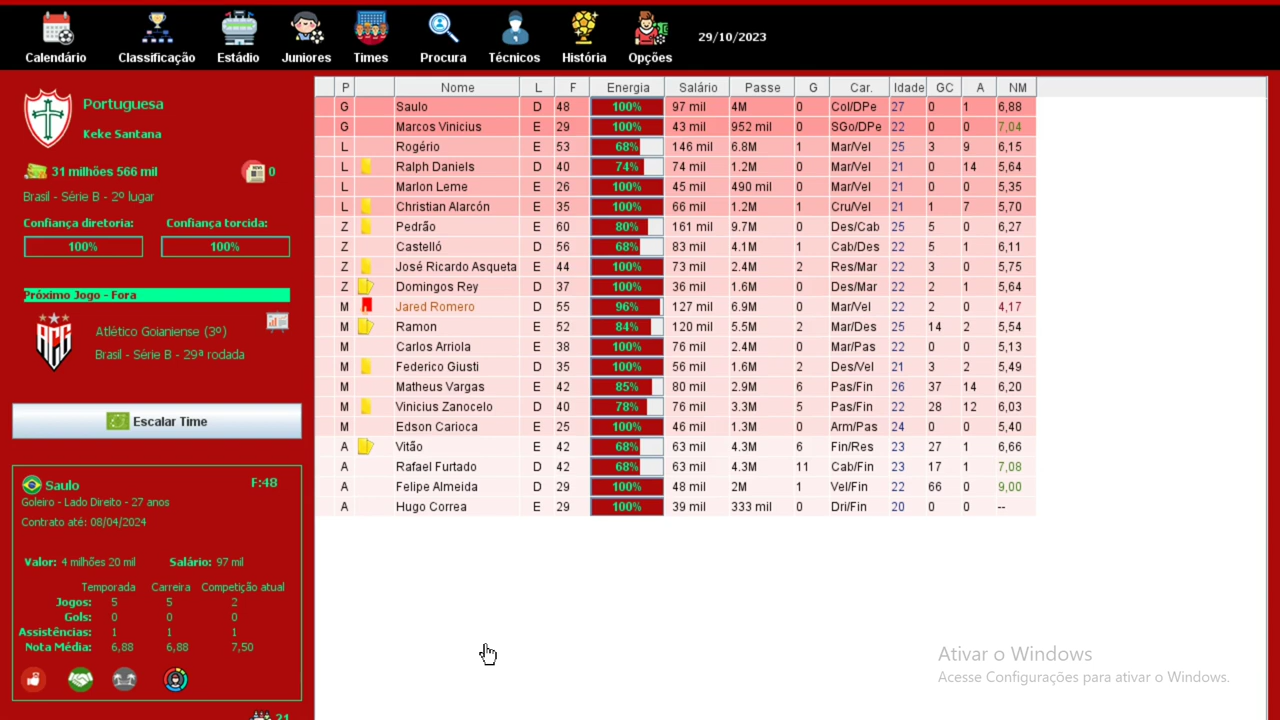 Calendário Classificação Estádio Juniores Times Procura Técnicos História Opções 29/10/2023
Portuguesa
Keke Santana
31 milhões 566 mil 0
Brasil - Série B - 2º lugar
Confiança diretoria: Confiança torcida:
100% 100%
Próximo Jogo - Fora
Atlético Goianiense (3º)
Brasil - Série B - 29ª rodada
Escalar Time
Saulo F:48
Goleiro - Lado Direito - 27 anos
Contrato até: 08/04/2024
Valor: 4 milhões 20 mil Salário: 97 mil
Temporada Carreira Competição atual
Jogos: 5 5 2
Gols: 0 0 0
Assistências: 1 1 1
Nota Média: 6,88 6,88 7,50
21
P Nome L F Energia Salário Passe G Car. Idade GC A NM
G Saulo D 48 100% 97 mil 4M 0 Col/DPe 27 0 1 6,88
G Marcos Vinicius E 29 100% 43 mil 952 mil 0 SGo/DPe 22 0 0 7,04
L Rogério E 53 68% 146 mil 6.8M 1 Mar/Vel 25 3 9 6,15
L Ralph Daniels D 40 74% 74 mil 1.2M 0 Mar/Vel 21 0 14 5,64
L Marlon Leme E 26 100% 45 mil 490 mil 0 Mar/Vel 21 0 0 5,35
L Christian Alarcón E 35 100% 66 mil 1.2M 1 Cru/Vel 21 1 7 5,70
Z Pedrão E 60 80% 161 mil 9.7M 0 Des/Cab 25 5 0 6,27
Z Castelló D 56 68% 83 mil 4.1M 1 Cab/Des 22 5 1 6,11
Z José Ricardo Asqueta E 44 100% 73 mil 2.4M 2 Res/Mar 22 3 0 5,75
Z Domingos Rey D 37 100% 36 mil 1.6M 0 Des/Mar 22 2 1 5,64
M Jared Romero D 55 96% 127 mil 6.9M 0 Mar/Vel 22 2 0 4,17
M Ramon E 52 84% 120 mil 5.5M 2 Mar/Des 25 14 2 5,54
M Carlos Arriola E 38 100% 76 mil 2.4M 0 Mar/Pas 22 0 0 5,13
M Federico Giusti D 35 100% 56 mil 1.6M 2 Des/Vel 21 3 2 5,49
M Matheus Vargas E 42 85% 80 mil 2.9M 6 Pas/Fin 26 37 14 6,20
M Vinicius Zanocelo D 40 78% 76 mil 3.3M 5 Pas/Fin 22 28 12 6,03
M Edson Carioca E 25 100% 46 mil 1.3M 0 Arm/Pas 24 0 0 5,40
A Vitão E 42 68% 63 mil 4.3M 6 Fin/Res 23 27 1 6,66
A Rafael Furtado D 42 68% 63 mil 4.3M 11 Cab/Fin 23 17 1 7,08
A Felipe Almeida D 29 100% 48 mil 2M 1 Vel/Fin 22 66 0 9,00
A Hugo Correa E 29 100% 39 mil 333 mil 0 Dri/Fin 20 0 0 --
Ativar o Windows
Acesse Configurações para ativar o Windows.